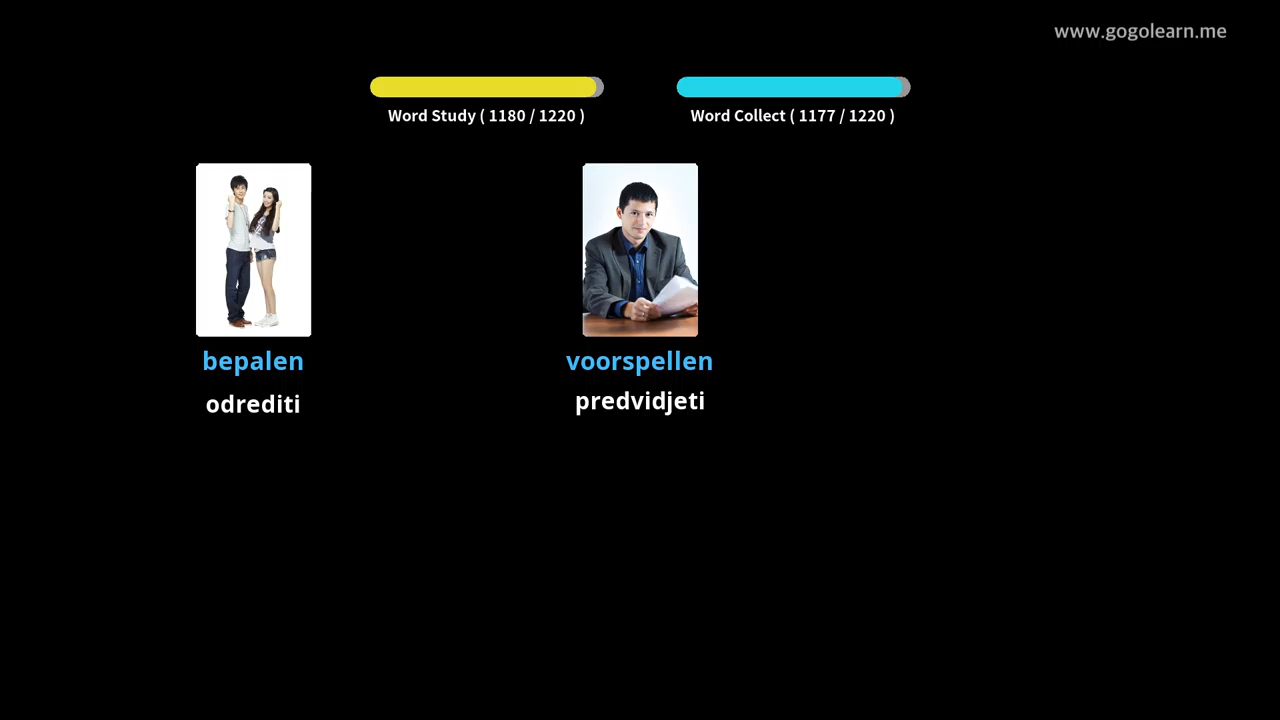 www.gogolearn.me
Word Study ( 1180 / 1220 )
Word Collect ( 1177 / 1220 )
bepalen
odrediti
voorspellen
predvidjeti